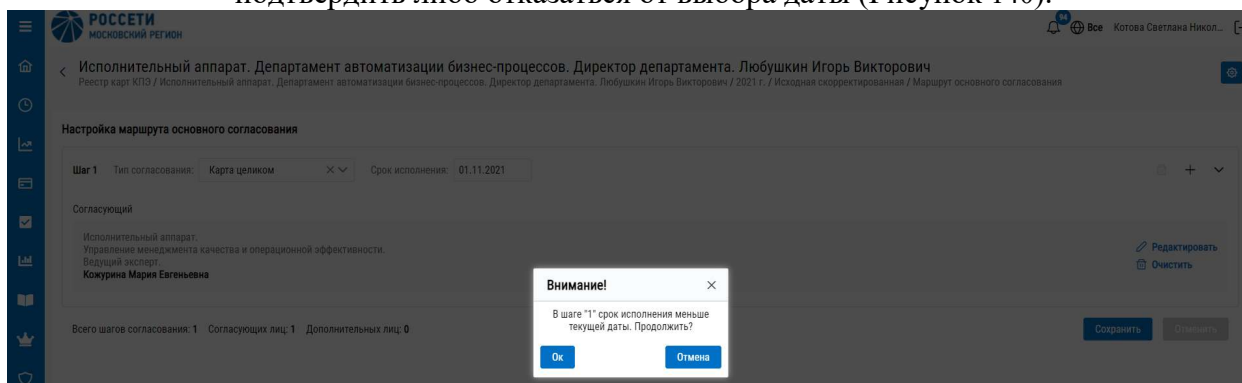 подтвердить либо отказаться от выбора даты (Рисунок 140).
РОССЕТИ
МОСКОВСКИЙ РЕГИОН
94
Все Котова Светлана Никол...
Исполнительный аппарат. Департамент автоматизации бизнес-процессов. Директор департамента. Любушкин Игорь Викторович
Реестр карт КПЭ / Исполнительный аппарат. Департамент автоматизации бизнес-процессов. Директор департамента. Любушкин Игорь Викторович / 2021 г. / Исходная скорректированная / Маршрут основного согласования
Настройка маршрута основного согласования
Шаг 1 Тип согласования: Карта целиком Срок исполнения: 01.11.2021
Согласующий
Исполнительный аппарат.
Управление менеджмента качества и операционной эффективности.
Ведущий эксперт.
Кожурина Мария Евгеньевна
Редактировать
Очистить
Внимание!
В шаге "1" срок исполнения меньше
текущей даты. Продолжить?
Ок Отмена
Всего шагов согласования: 1 Согласующих лиц: 1 Дополнительных лиц: 0
Сохранить Отменить